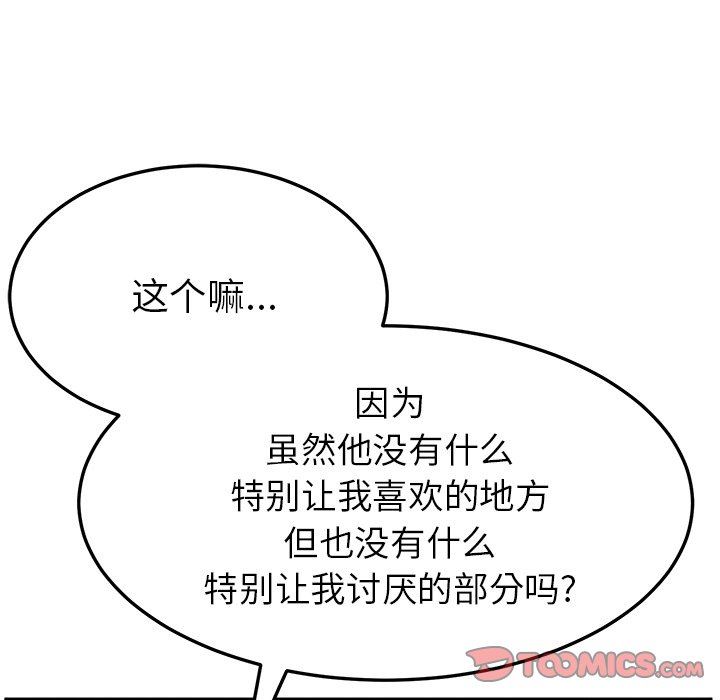 这个嘛...
因为
虽然他没有什么
特别让我喜欢的地方
但也没有什么
特别让我讨厌的部分吗?
TOOMICS.COM